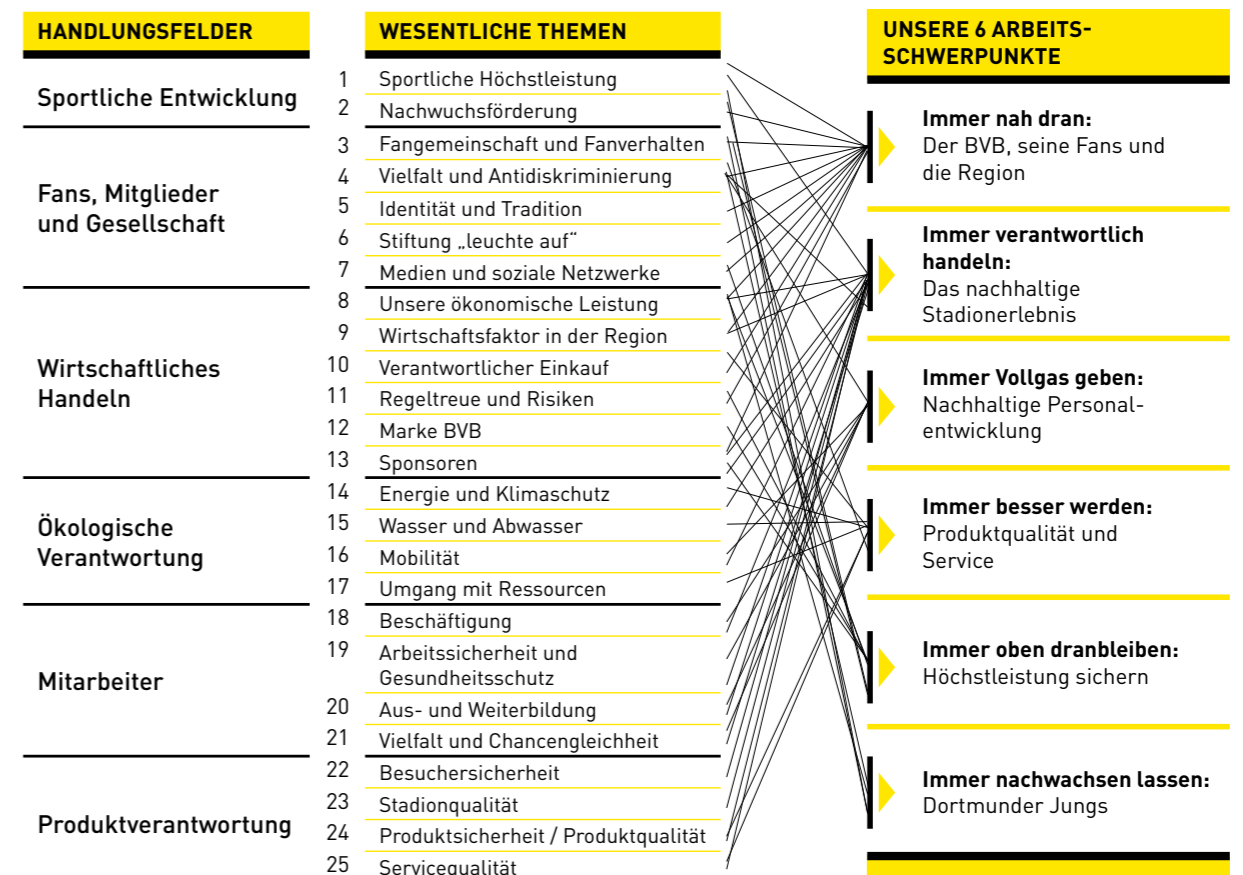 HANDLUNGSFELDER
Sportliche Entwicklung
Fans, Mitglieder
und Gesellschaft
Wirtschaftliches
Handeln
Ökologische
Verantwortung
Mitarbeiter
Produktverantwortung
WESENTLICHE THEMEN
1 Sportliche Höchstleistung
2 Nachwuchsförderung
3 Fangemeinschaft und Fanverhalten
4 Vielfalt und Antidiskriminierung
5 Identität und Tradition
6 Stiftung „leuchte auf“
7 Medien und soziale Netzwerke
8 Unsere ökonomische Leistung
9 Wirtschaftsfaktor in der Region
10 Verantwortlicher Einkauf
11 Regeltreue und Risiken
12 Marke BVB
13 Sponsoren
14 Energie und Klimaschutz
15 Wasser und Abwasser
16 Mobilität
17 Umgang mit Ressourcen
18 Beschäftigung
19 Arbeitssicherheit und
Gesundheitsschutz
20 Aus- und Weiterbildung
21 Vielfalt und Chancengleichheit
22 Besuchersicherheit
23 Stadionqualität
24 Produktsicherheit / Produktqualität
25 Servicequalität
UNSERE 6 ARBEITS-
SCHWERPUNKTE
Immer nah dran:
Der BVB, seine Fans und
die Region
Immer verantwortlich
handeln:
Das nachhaltige
Stadionerlebnis
Immer Vollgas geben:
Nachhaltige Personal-
entwicklung
Immer besser werden:
Produktqualität und
Service
Immer oben dranbleiben:
Höchstleistung sichern
Immer nachwachsen lassen:
Dortmunder Jungs